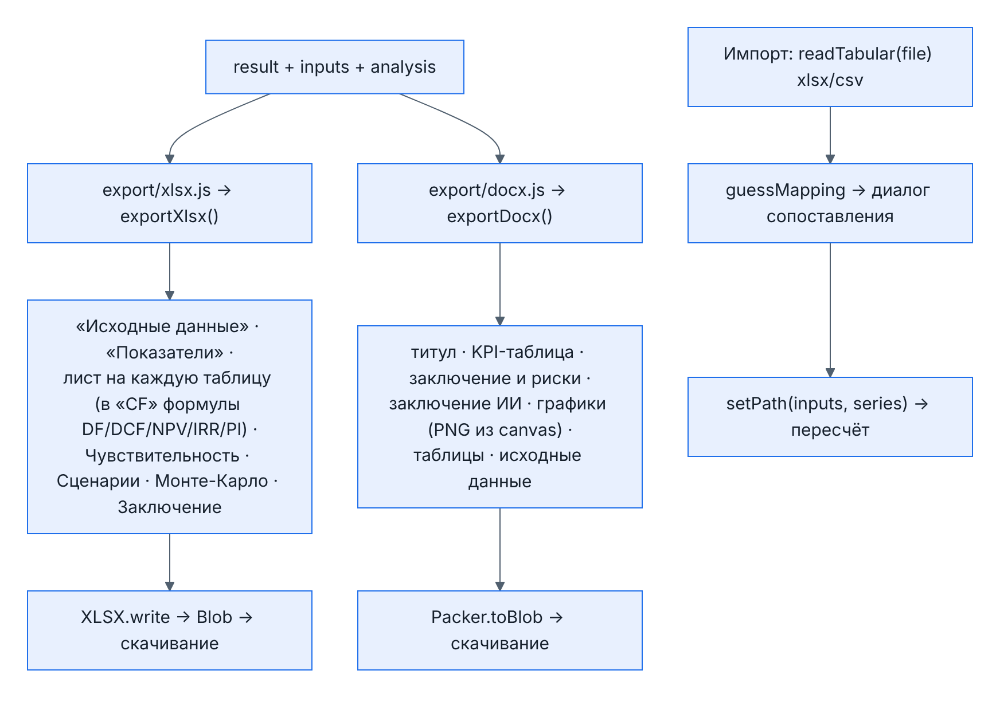 result + inputs + analysis
export/xlsx.js →
exportXlsx()
«Исходные данные» ·
«Показатели» ·
лист на каждую таблицу
(в «CF» формулы
DF/DCF/NPV/IRR/PI) ·
Чувствительность ·
Сценарии · Монте-Карло ·
Заключение
XLSX.write → Blob →
скачивание
export/docx.js →
exportDocx()
титул · KPI-таблица ·
заключение и риски ·
заключение ИИ · графики
(PNG из canvas) ·
таблицы · исходные
данные
Packer.toBlob →
скачивание
Импорт: readTabular(file)
xlsx/csv
guessMapping → диалог
сопоставления
setPath(inputs, series) →
пересчёт